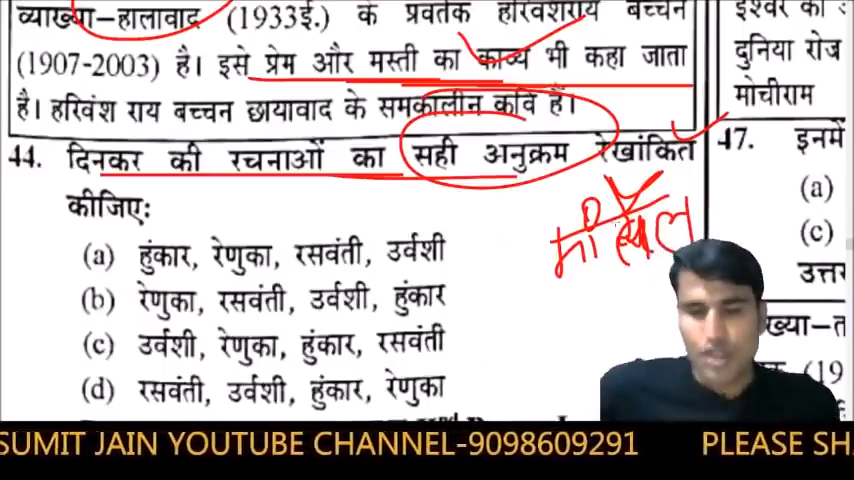 व्याख्या-हालावाद (1933ई.) के प्रवर्तक हरिवंशराय बच्चन
(1907-2003) है। इसे प्रेम और मस्ती का काव्य भी कहा जाता
है। हरिवंश राय बच्चन छायावाद के समकालीन कवि हैं।
44. दिनकर की रचनाओं का सही अनुक्रम रेखांकित
कीजिए:
(a) हुंकार, रेणुका, रसवंती, उर्वशी
(b) रेणुका, रसवंती, उर्वशी, हुंकार
(c) उर्वशी, रेणुका, हुंकार, रसवंती
(d) रसवंती, उर्वशी, हुंकार, रेणुका
ईश्वर को
दुनिया रोज
मोचीराम
47. इनमें
(a)
(c)
उत्तर
ख्या-त
SUMIT JAIN YOUTUBE CHANNEL-9098609291 PLEASE SHA